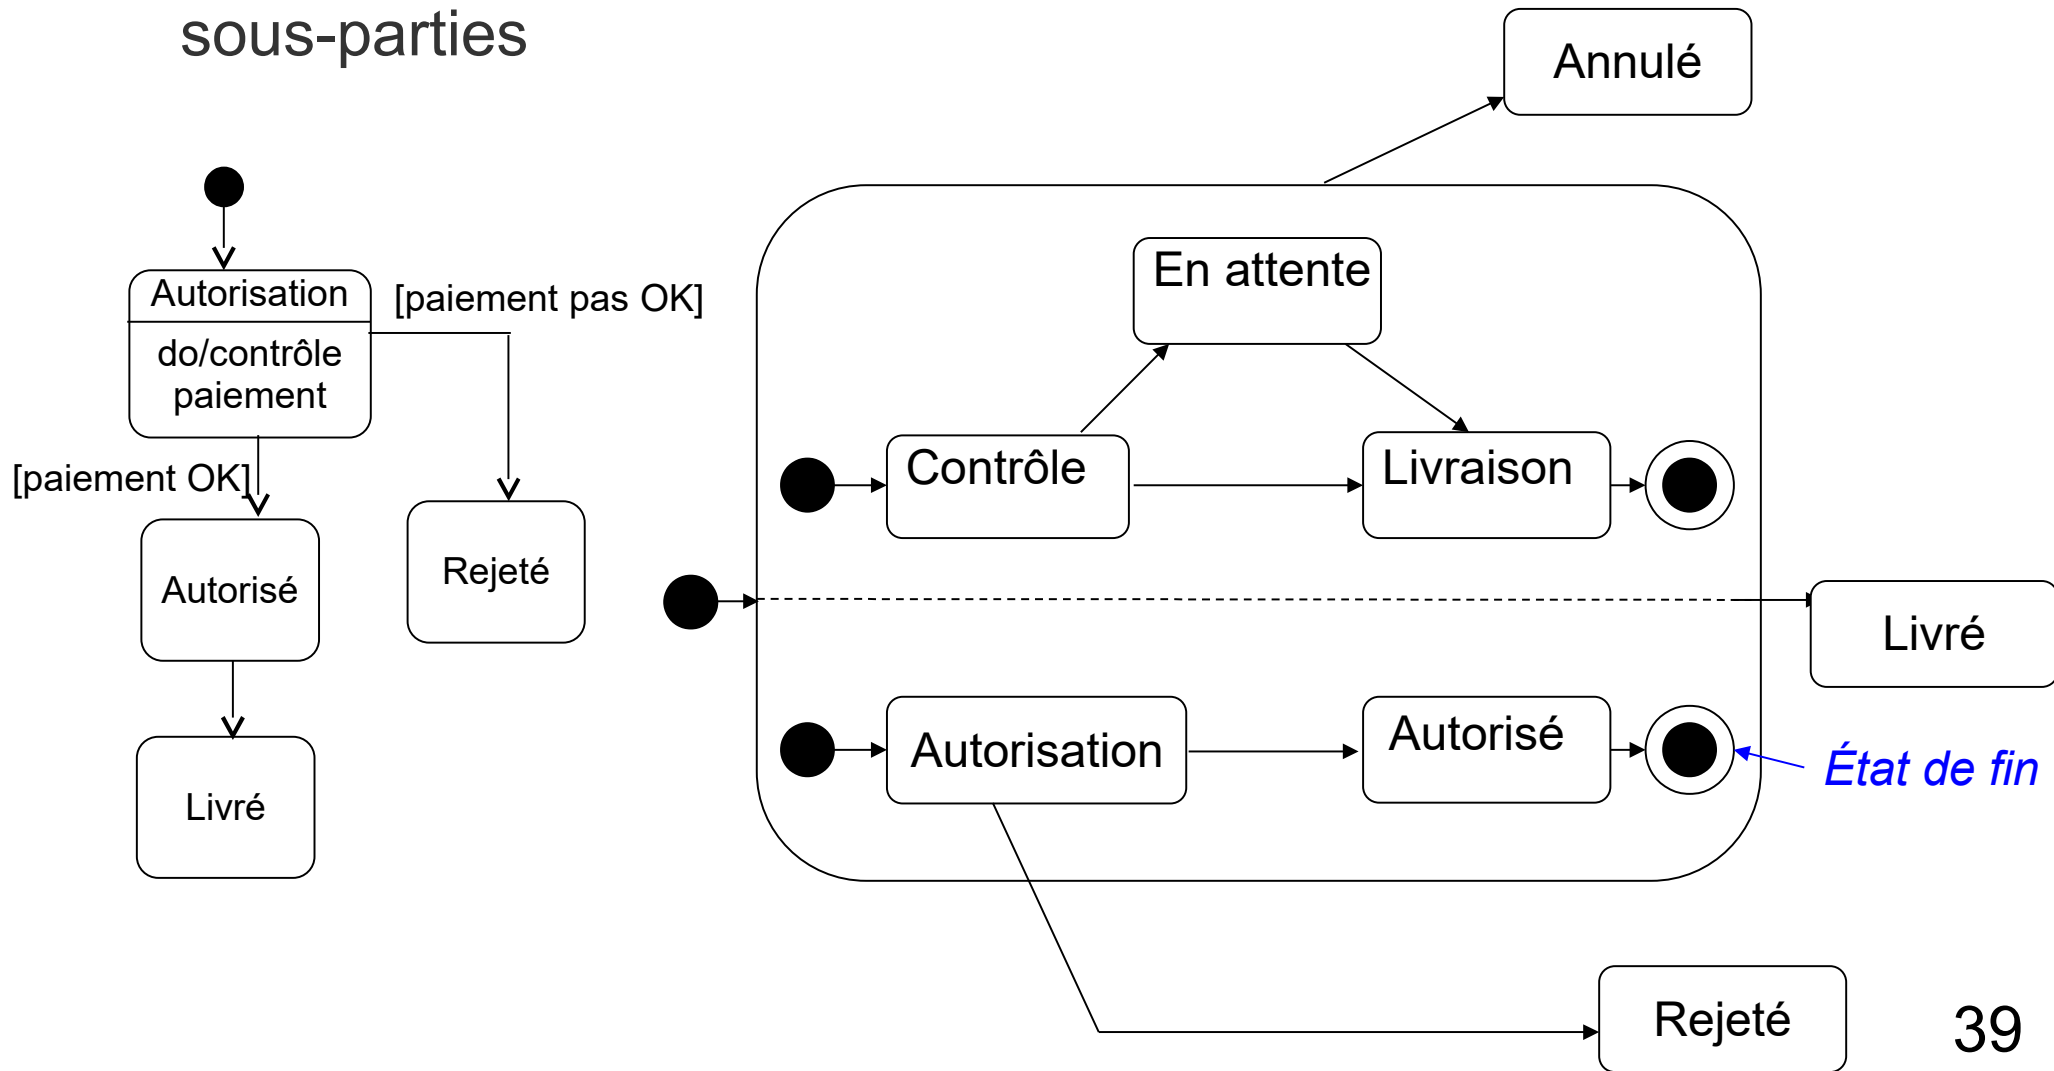 sous-parties
Annulé
Autorisation
do/contrôle
paiement
[paiement pas OK]
[paiement OK]
Autorisé
Rejeté
Livré
En attente
Contrôle
Livraison
Livré
Autorisation
Autorisé
État de fin
Rejeté
39